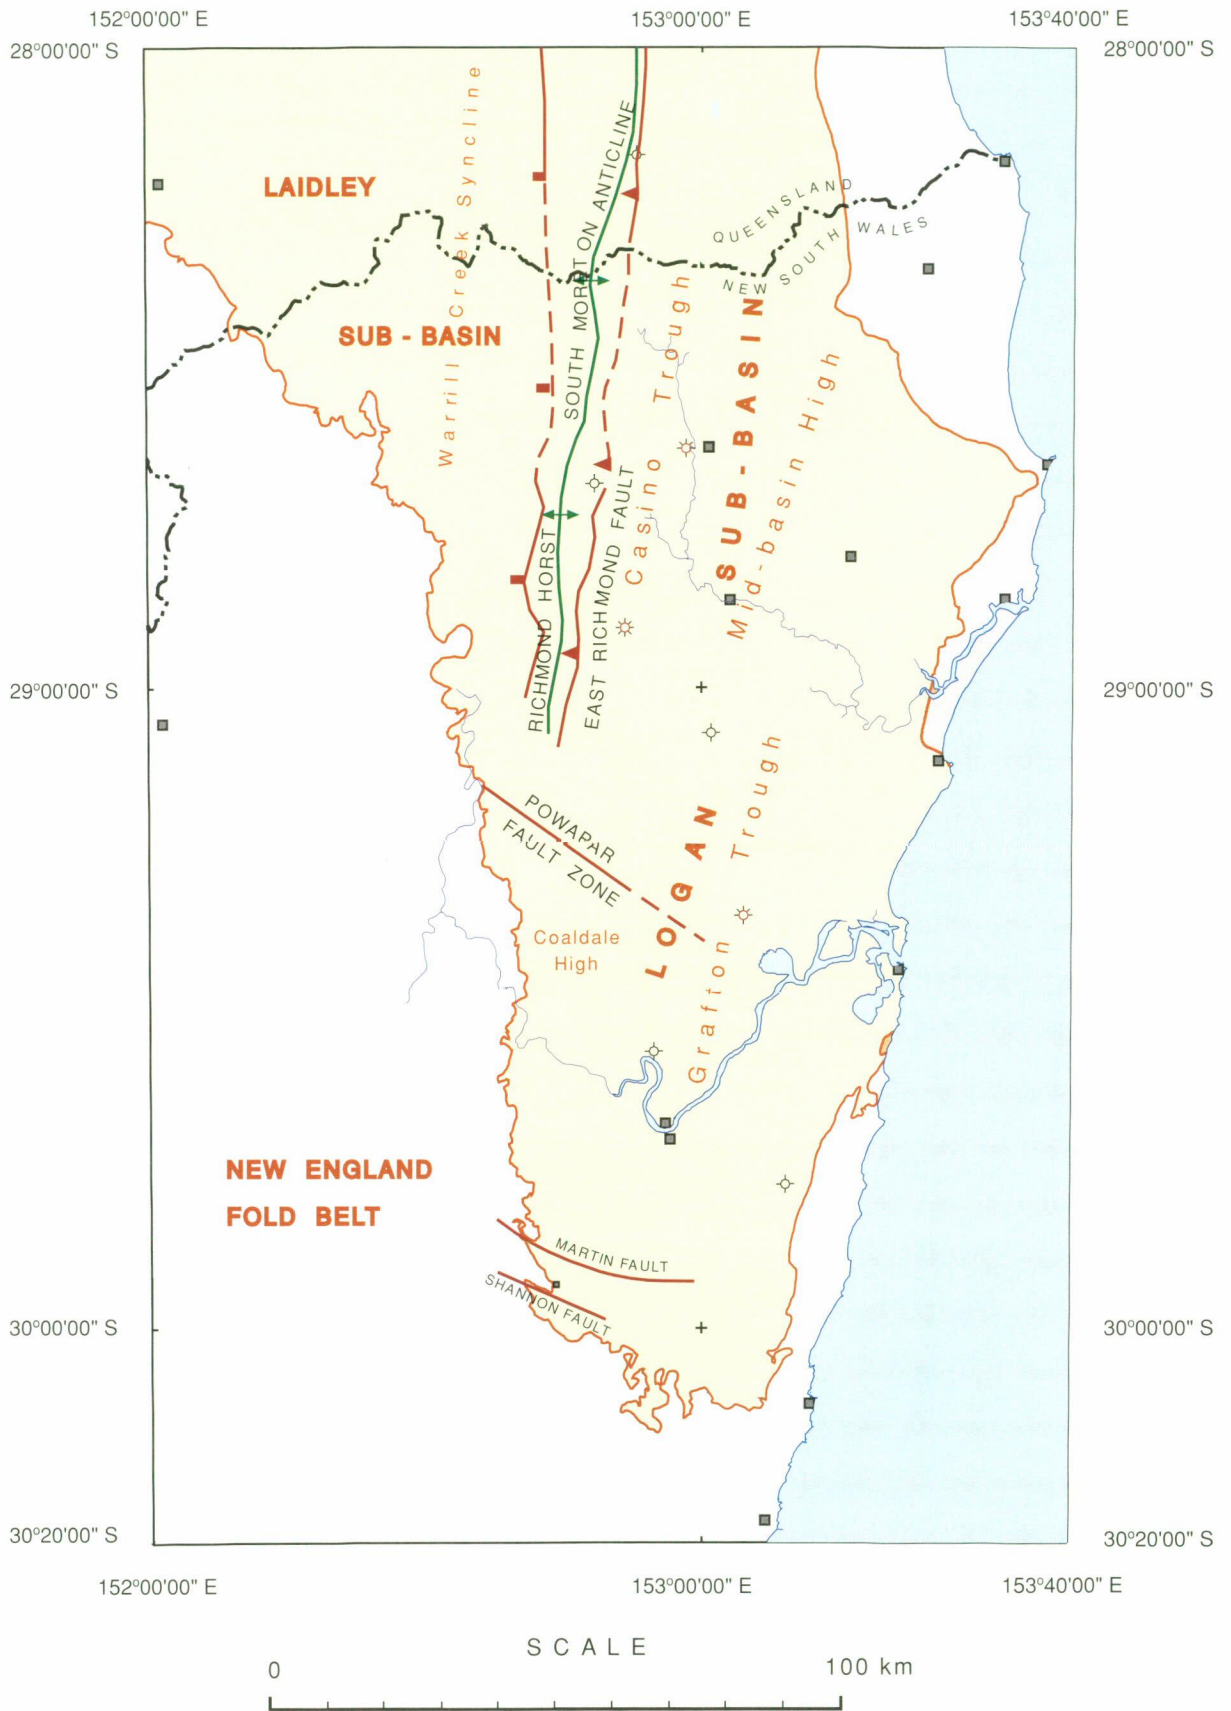 152°00'00" E
153°00'00" E
153°40'00" E
28°00'00" S
28°00'00" S
LAIDLEY
SUB - BASIN
Warrill Creek Syncline
SOUTH MORETON ANTICLINE
QUEENSLAND
NEW SOUTH WALES
Casino Trough
SUB-BASIN
Mid-basin High
RICHMOND HORST
EAST RICHMOND FAULT
29°00'00" S
29°00'00" S
POWAPAR
FAULT ZONE
LOGAN
Grafton Trough
Coaldale
High
NEW ENGLAND
FOLD BELT
MARTIN FAULT
SHANNON FAULT
30°00'00" S
30°00'00" S
30°20'00" S
30°20'00" S
152°00'00" E
153°00'00" E
153°40'00" E
SCALE
0
100 km